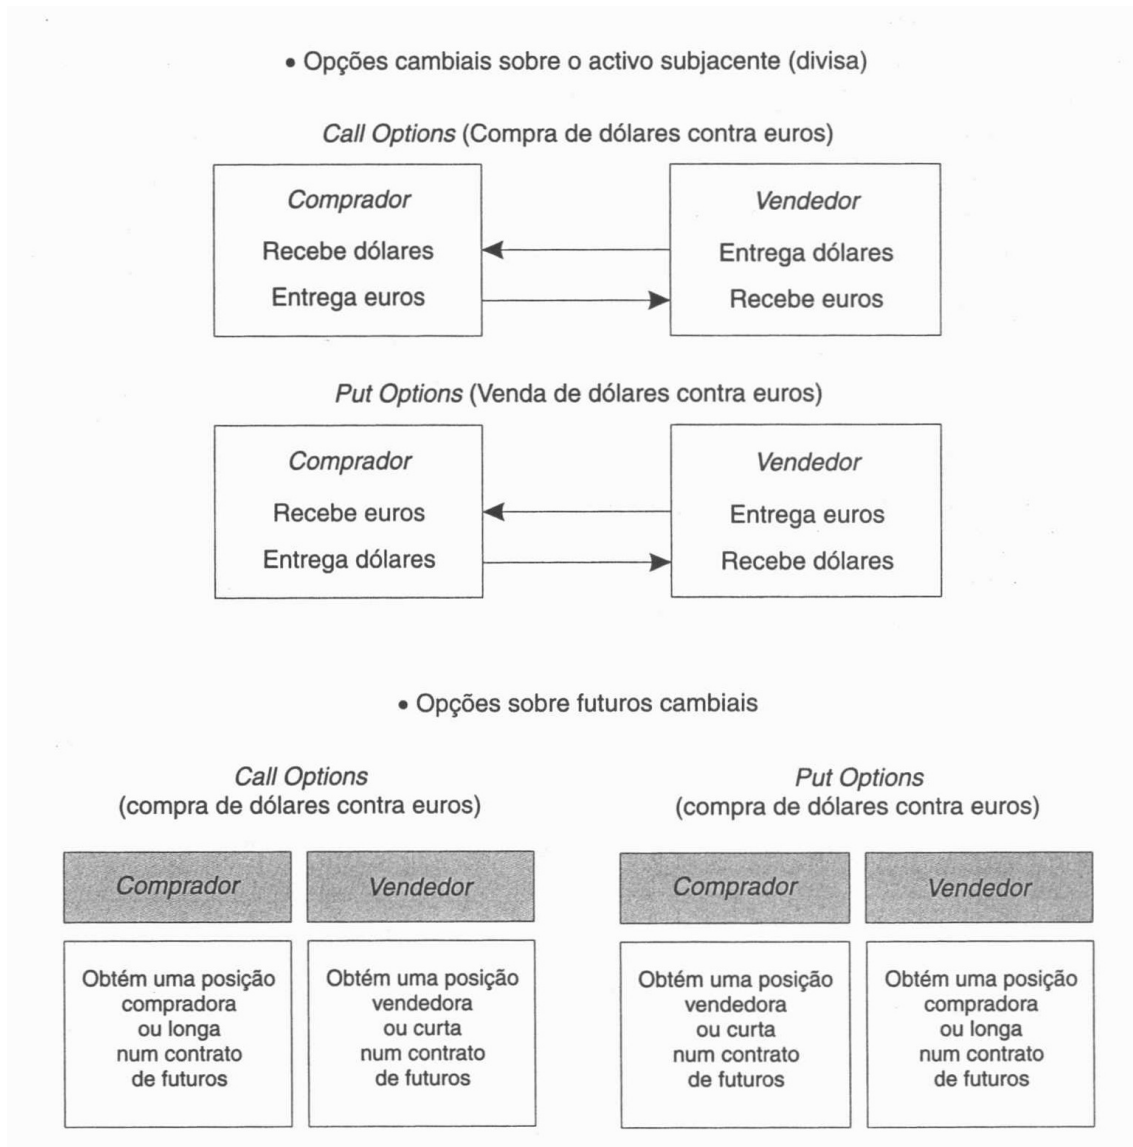 • Opções cambiais sobre o activo subjacente (divisa)
Call Options (Compra de dólares contra euros)
Comprador
Recebe dólares
Entrega euros
Vendedor
Entrega dólares
Recebe euros
Put Options (Venda de dólares contra euros)
Comprador
Recebe euros
Entrega dólares
Vendedor
Entrega euros
Recebe dólares
• Opções sobre futuros cambiais
Call Options
(compra de dólares contra euros)
Comprador
Obtém uma posição
compradora
ou longa
num contrato
de futuros
Vendedor
Obtém uma posição
vendedora
ou curta
num contrato
de futuros
Put Options
(compra de dólares contra euros)
Comprador
Obtém uma posição
vendedora
ou curta
num contrato
de futuros
Vendedor
Obtém uma posição
compradora
ou longa
num contrato
de futuros